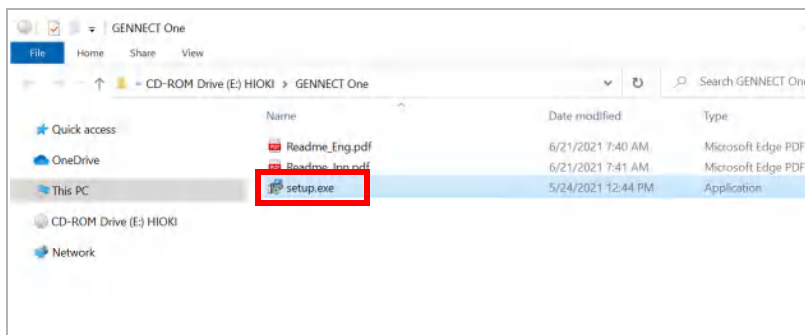 GENNECT One
File Home Share View
« CD-ROM Drive (E:) HIOKI > GENNECT One Search GENNECT One
Name Date modified Type
Quick access
Readme_Eng.pdf 6/21/2021 7:40 AM Microsoft Edge PDF
OneDrive
Readme_Jpn.pdf 6/21/2021 7:41 AM Microsoft Edge PDF
This PC
setup.exe 5/24/2021 12:44 PM Application
CD-ROM Drive (E:) HIOKI
Network